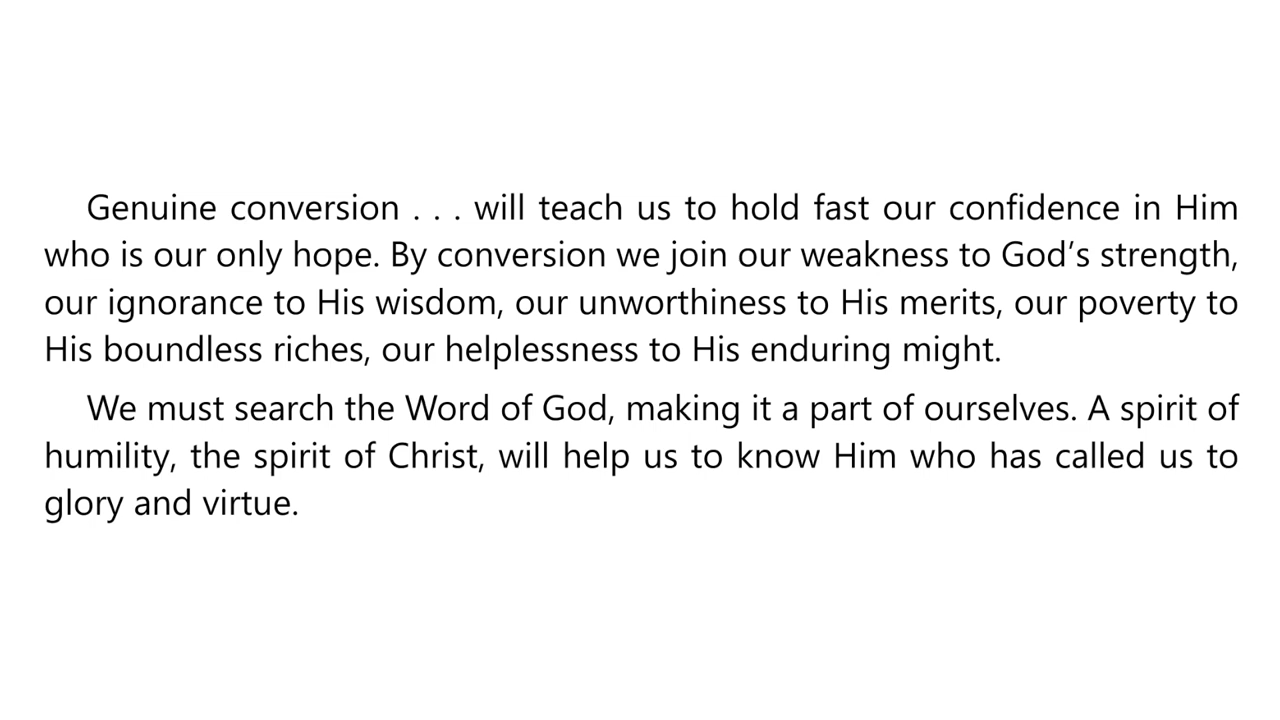 Genuine conversion . . . will teach us to hold fast our confidence in Him
who is our only hope. By conversion we join our weakness to God’s strength,
our ignorance to His wisdom, our unworthiness to His merits, our poverty to
His boundless riches, our helplessness to His enduring might.
We must search the Word of God, making it a part of ourselves. A spirit of
humility, the spirit of Christ, will help us to know Him who has called us to
glory and virtue.